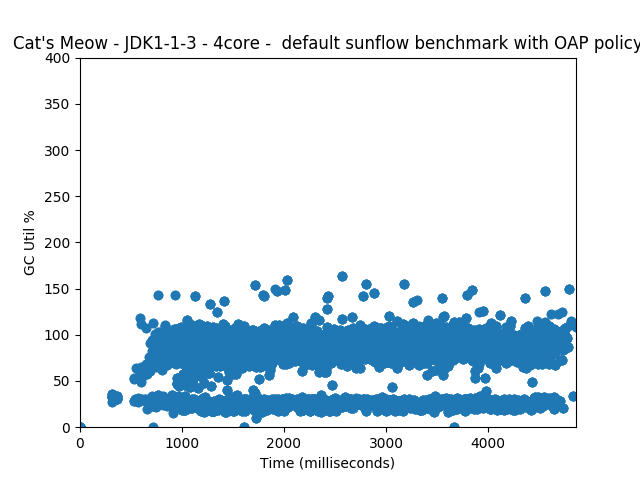 Cat's Meow - JDK1-1-3 - 4core -  default sunflow benchmark with OAP policy
400
350
300
250
200
150
100
50
0
GC Util %
0 1000 2000 3000 4000
Time (milliseconds)